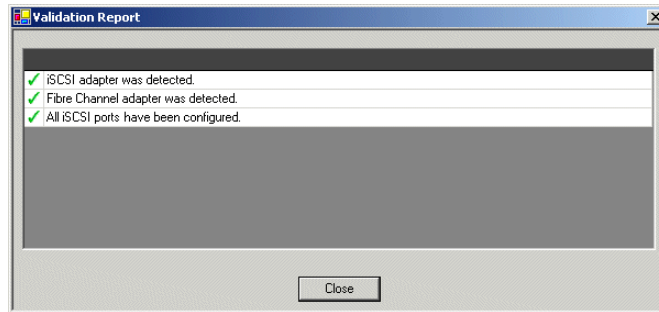 Validation Report
iSCSI adapter was detected.
Fibre Channel adapter was detected.
All iSCSI ports have been configured.
Close